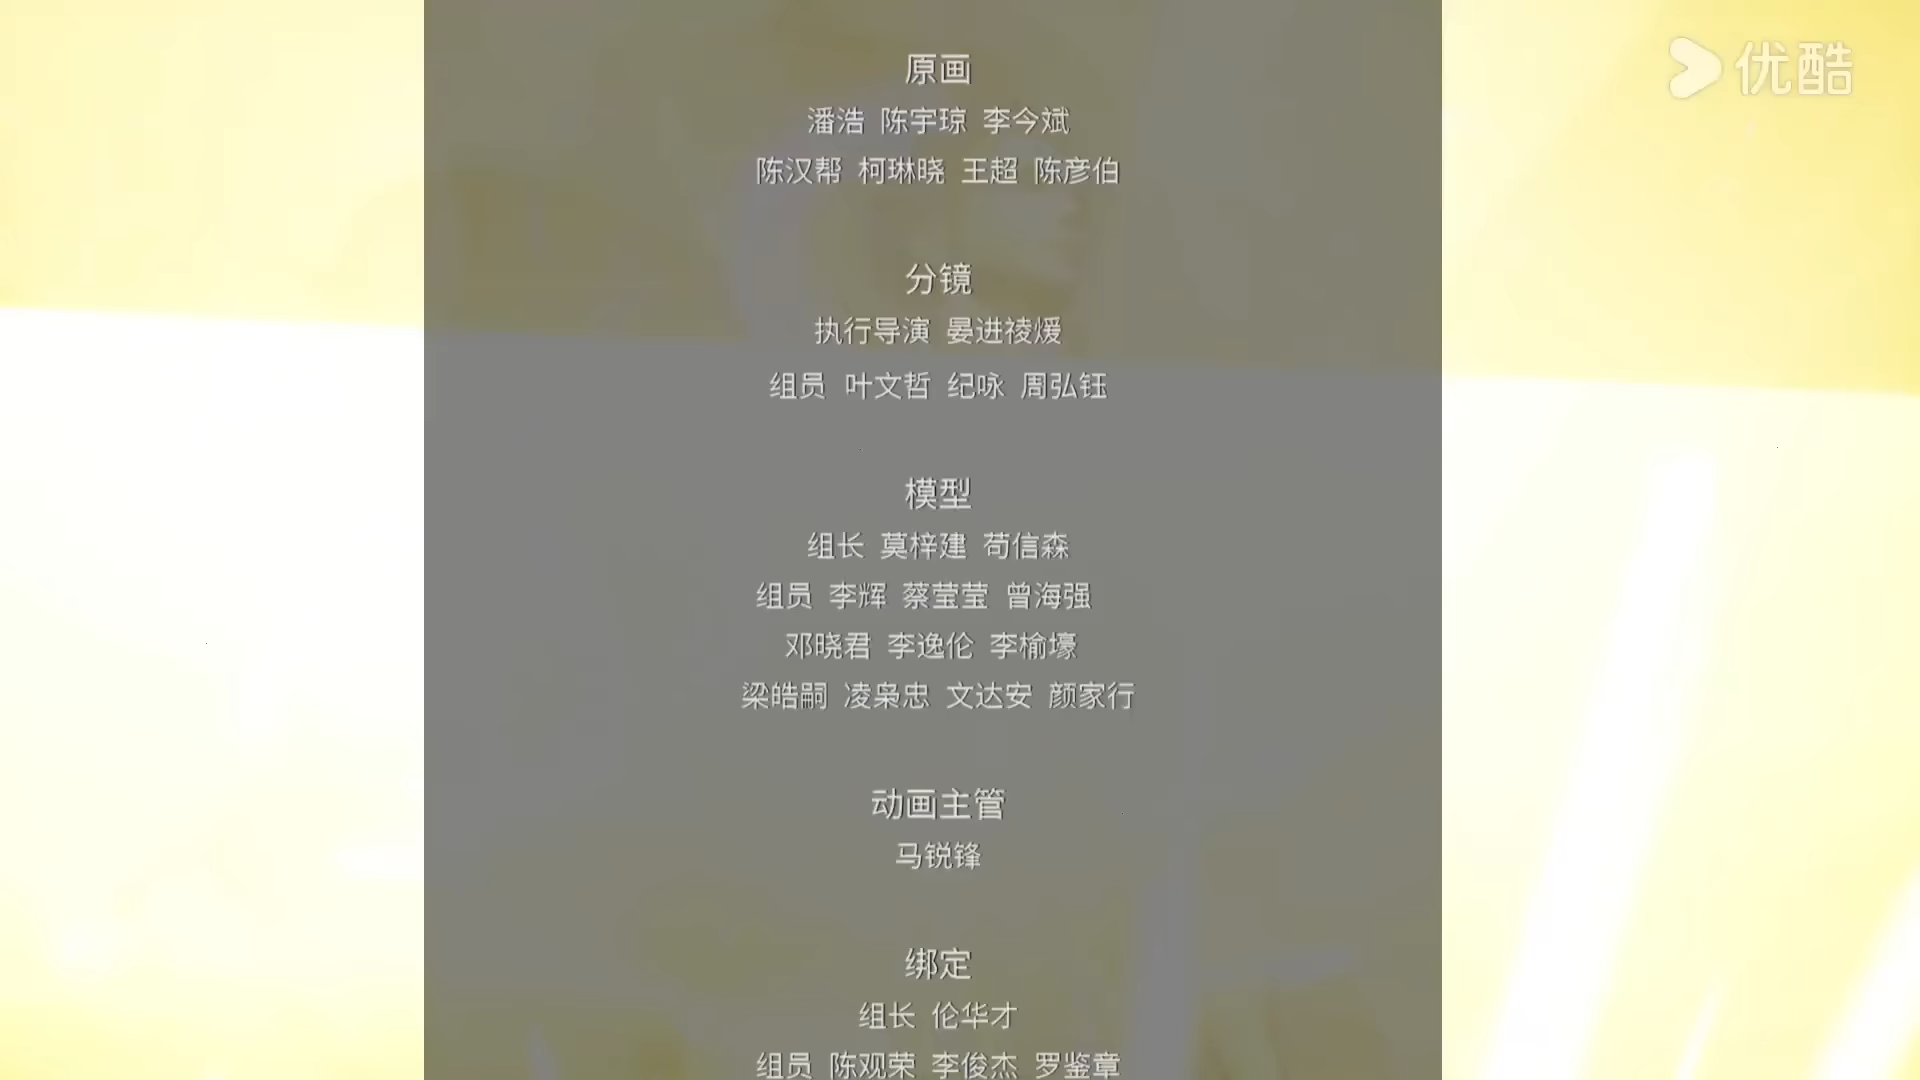 优酷
原画
潘浩 陈宇琼 李今斌
陈汉帮 柯琳晓 王超 陈彦伯
分镜
执行导演 晏进祾煖
组员 叶文哲 纪咏 周弘钰
模型
组长 莫梓建 苟信森
组员 李辉 蔡莹莹 曾海强
邓晓君 李逸伦 李榆壕
梁皓嗣 凌枭忠 文达安 颜家行
动画主管
马锐锋
绑定
组长 伦华才
组员 陈观荣 李俊杰 罗鉴章